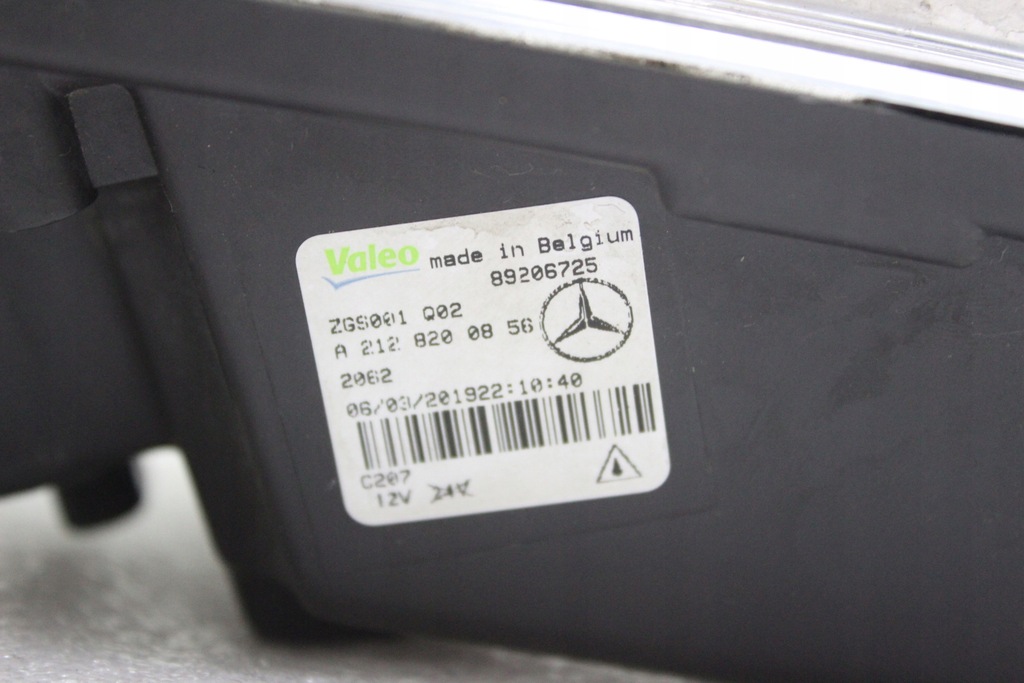 Valeo made in Belgium
89206725
ZGS001 Q02
A 212 820 08 56
2062
06/03/201922:10:40
C207
12V 24V